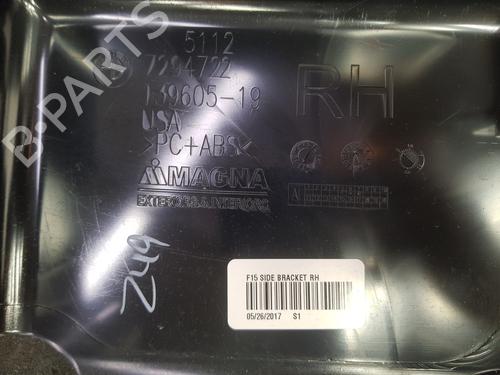 5112
7294722
139605-19
USA
>PC+ABS<
MAGNA
EXTERIORS & INTERIORS
RH
A
249
F15 SIDE BRACKET RH
05/26/2017 S1
B-PARTS